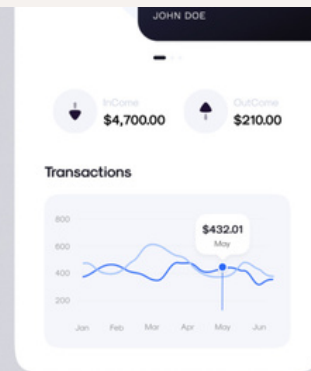 JOHN DOE
InCome
OutCome
$4,700.00
$210.00
Transactions
$432.01
May
800
600
400
200
Jan Feb Mar Apr May Jun